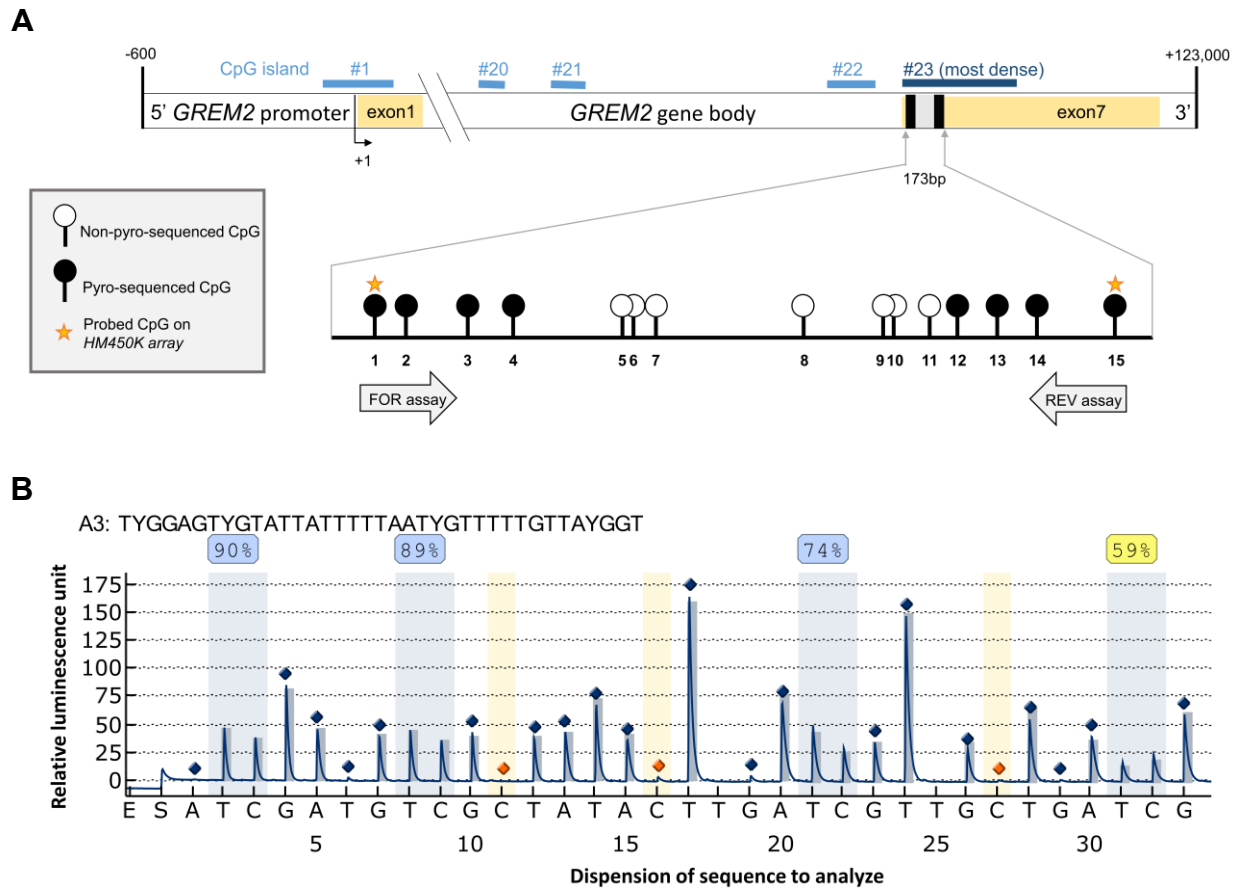 A
-600
+123,000
CpG island #1 #20 #21 #22 #23 (most dense)
5’ GREM2 promoter exon1 GREM2 gene body exon7 3’
+1
173bp
Non-pyro-sequenced CpG
Pyro-sequenced CpG
Probed CpG on
HM450K array
1 2 3 4 5 6 7 8 9 10 11 12 13 14 15
FOR assay REV assay
B
A3: TYGGAGTYGTATTATTTTTAATYGTTTTTGTTAYGGT
90% 89% 74% 59%
Relative luminescence unit
175
150
125
100
75
50
25
0
E S A T C G A T G T C G C T A T A C T T G A T C G T T G C T G A T C G
5 10 15 20 25 30
Dispension of sequence to analyze